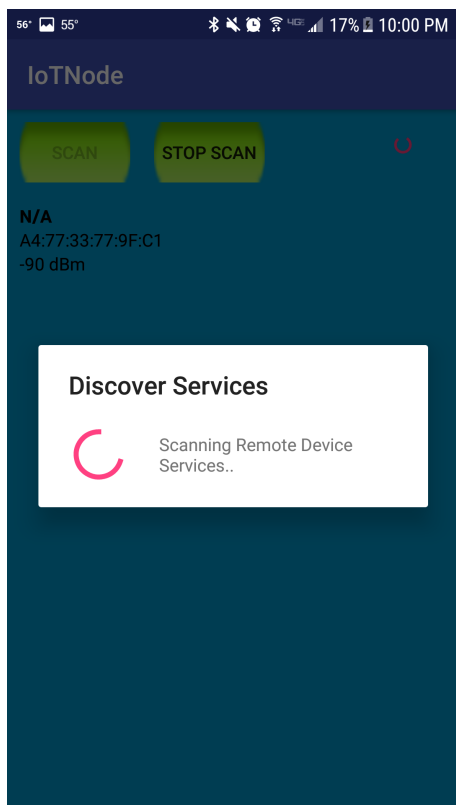 56° 55° 4GE 17% 10:00 PM
IoTNode
SCAN STOP SCAN
N/A
A4:77:33:77:9F:C1
-90 dBm
Discover Services
Scanning Remote Device
Services..